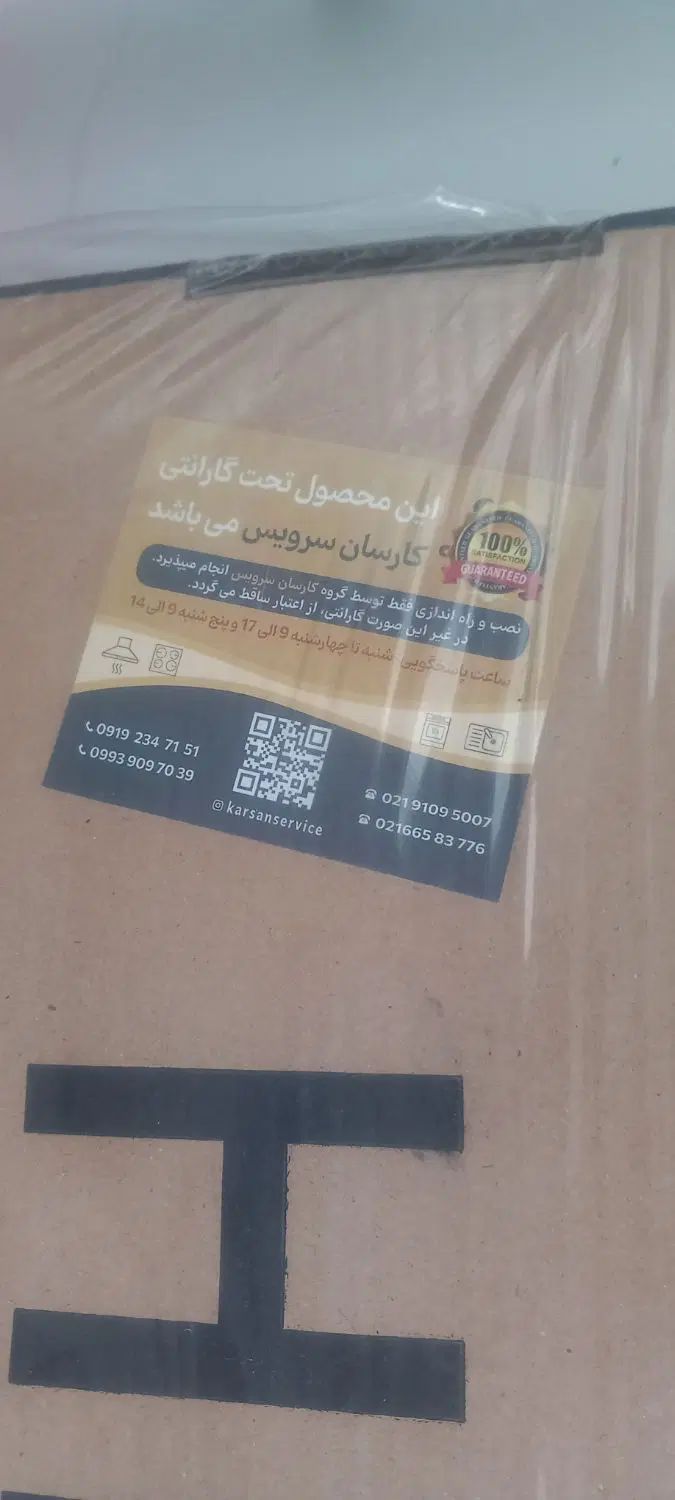 این محصول تحت گارانتی
کارسان سرویس می باشد
100%
SATISFACTION
GUARANTEED
نصب و راه اندازی فقط توسط گروه کارسان سرویس انجام میپذیرد.
در غیر این صورت گارانتی، از اعتبار ساقط می گردد.
ساعت پاسخگویی: شنبه تا چهارشنبه 9 الی 17 و پنج شنبه 9 الی 14
0919 234 71 51
0993 909 70 39
@karsanservice
021 9109 5007
021665 83 776
H